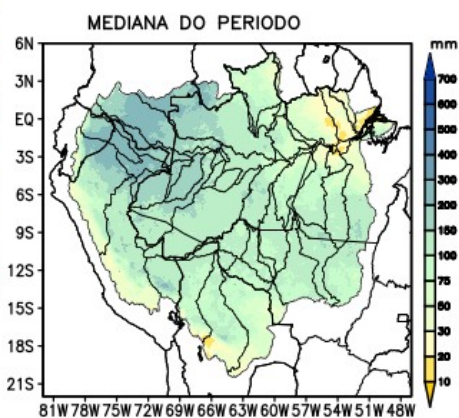 MEDIANA DO PERIODO
mm
6N
3N
EQ
3S
6S
9S
12S
15S
18S
21S
700
600
500
400
300
200
150
100
75
50
30
20
10
81W 78W 75W 72W 69W 66W 63W 60W 57W 54W 51W 48W